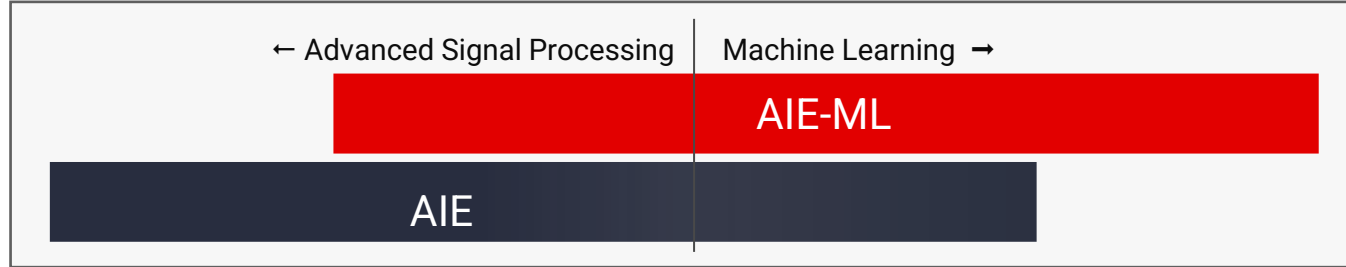 ← Advanced Signal Processing
Machine Learning →
AIE-ML
AIE